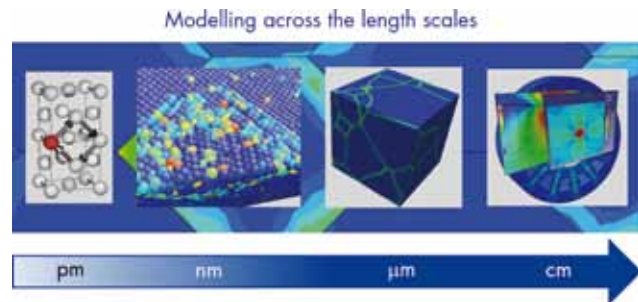 Modelling across the length scales
pm nm µm cm